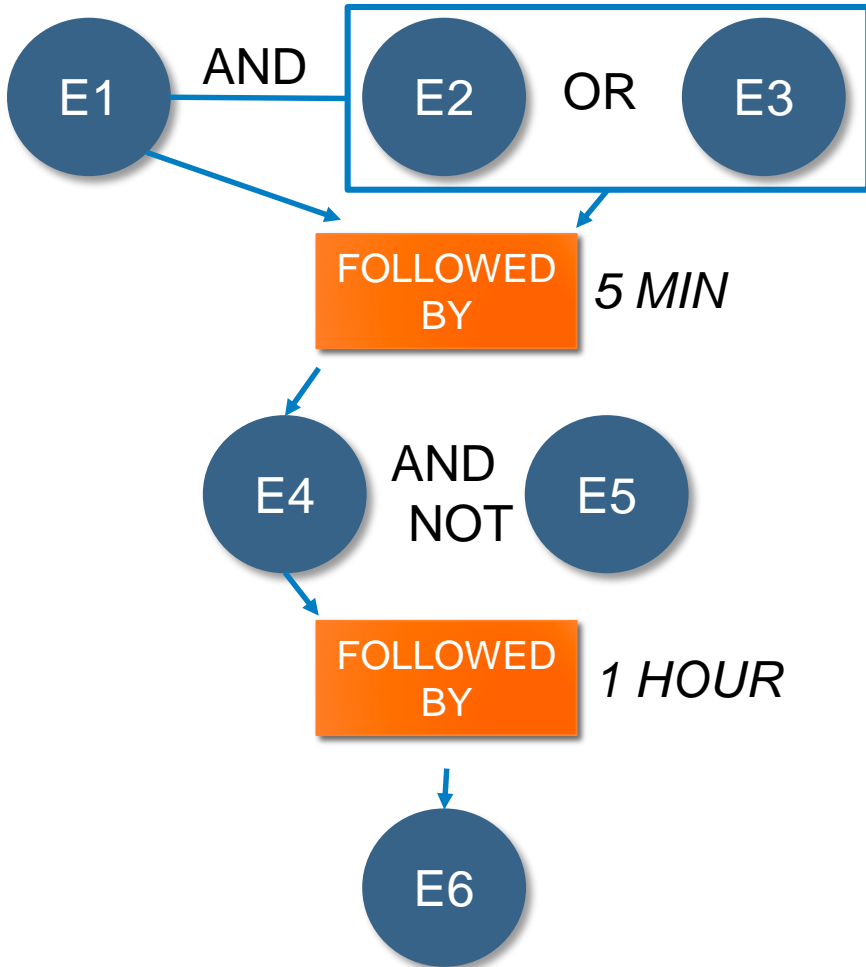 E1
AND
E2
OR
E3
FOLLOWED
BY
5 MIN
E4
AND
NOT
E5
FOLLOWED
BY
1 HOUR
E6